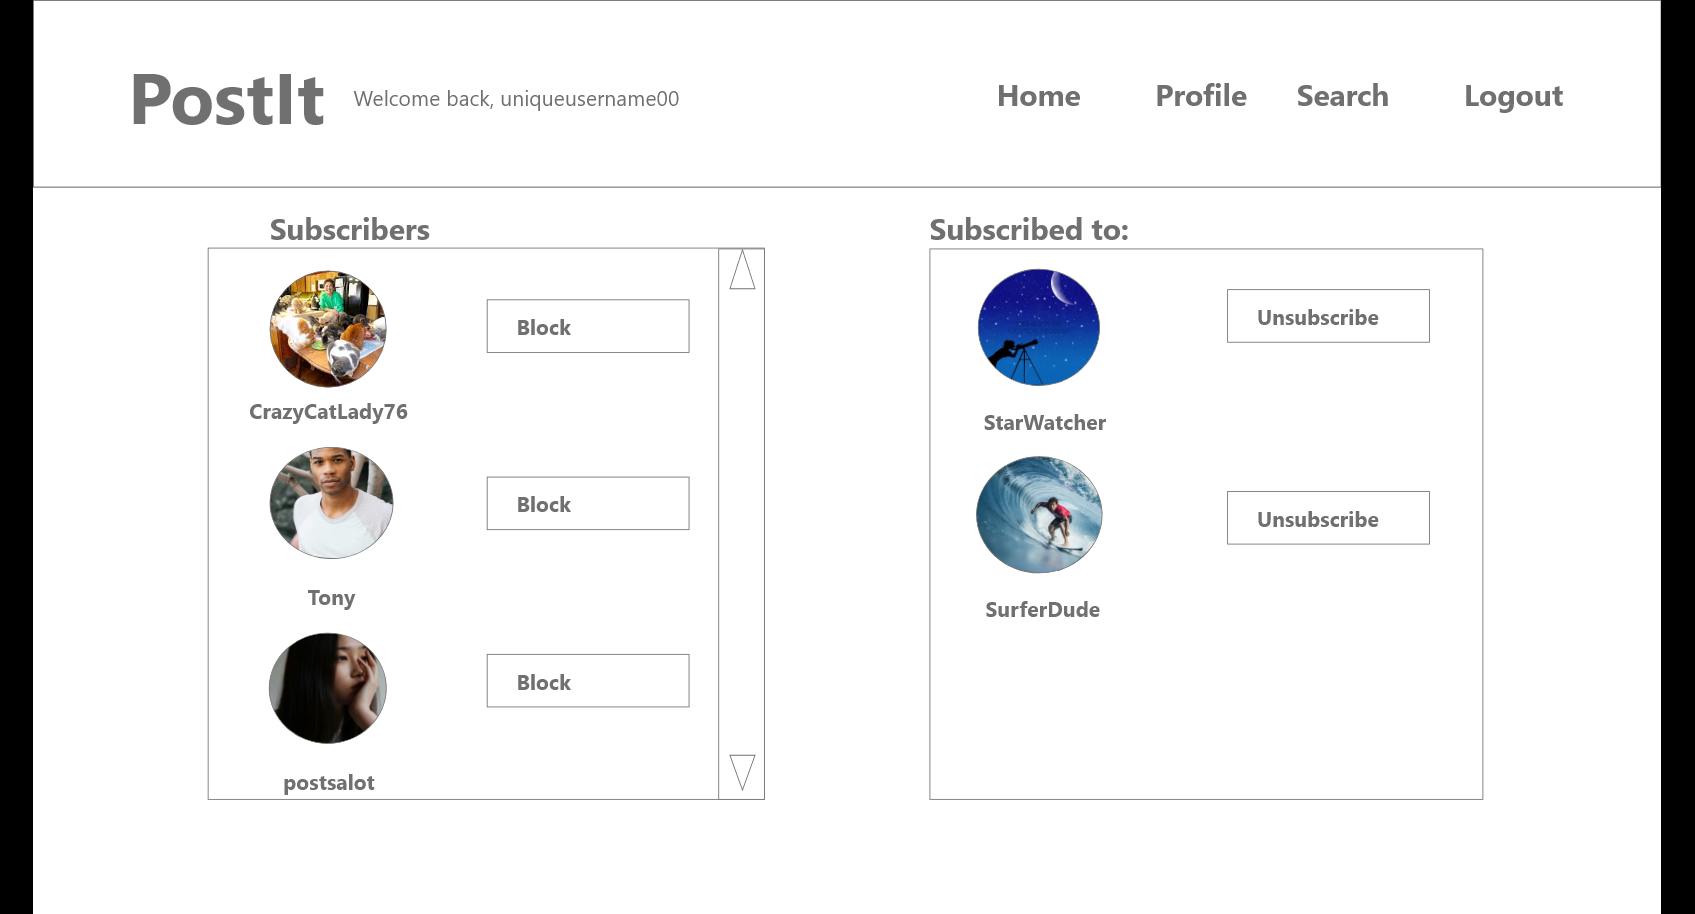 PostIt
Welcome back, uniqueusername00
Home
Profile
Search
Logout
Subscribers
Block
CrazyCatLady76
Block
Tony
Block
postsalot
Subscribed to:
Unsubscribe
StarWatcher
Unsubscribe
SurferDude